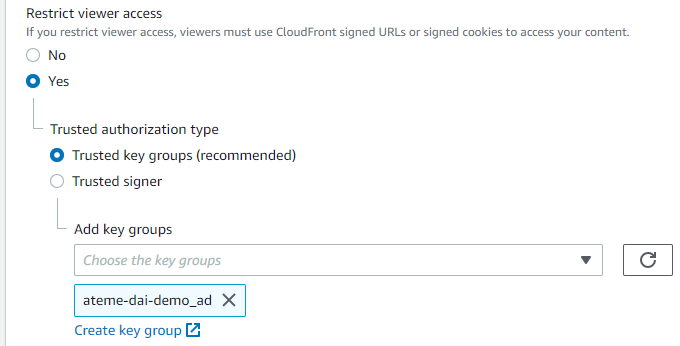 Restrict viewer access
If you restrict viewer access, viewers must use CloudFront signed URLs or signed cookies to access your content.
No
Yes
Trusted authorization type
Trusted key groups (recommended)
Trusted signer
Add key groups
Choose the key groups
ateme-dai-demo_ad
Create key group